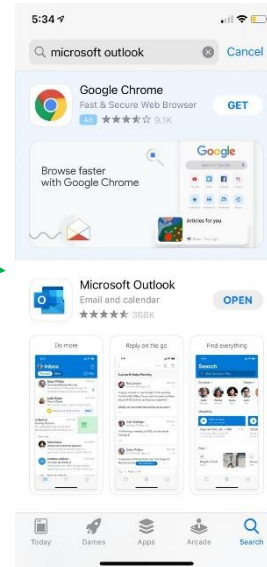 5:34
microsoft outlook
Cancel
Google Chrome
Fast & Secure Web Browser
Ad
9.1K
GET
Google
Browse faster
with Google Chrome
Articles for you
Microsoft Outlook
Email and calendar
368K
OPEN
Do more
Reply on the go
Find everything
Inbox
Search
Today
Games
Apps
Arcade
Search